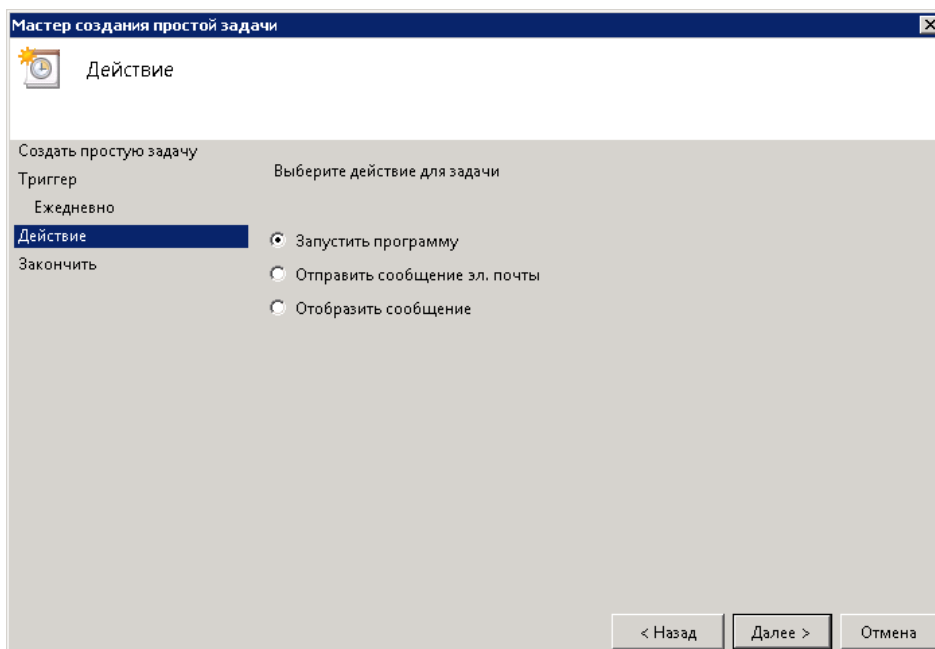 Мастер создания простой задачи
Действие
Создать простую задачу
Триггер
Ежедневно
Действие
Закончить
Выберите действие для задачи
Запустить программу
Отправить сообщение эл. почты
Отобразить сообщение
< Назад
Далее >
Отмена